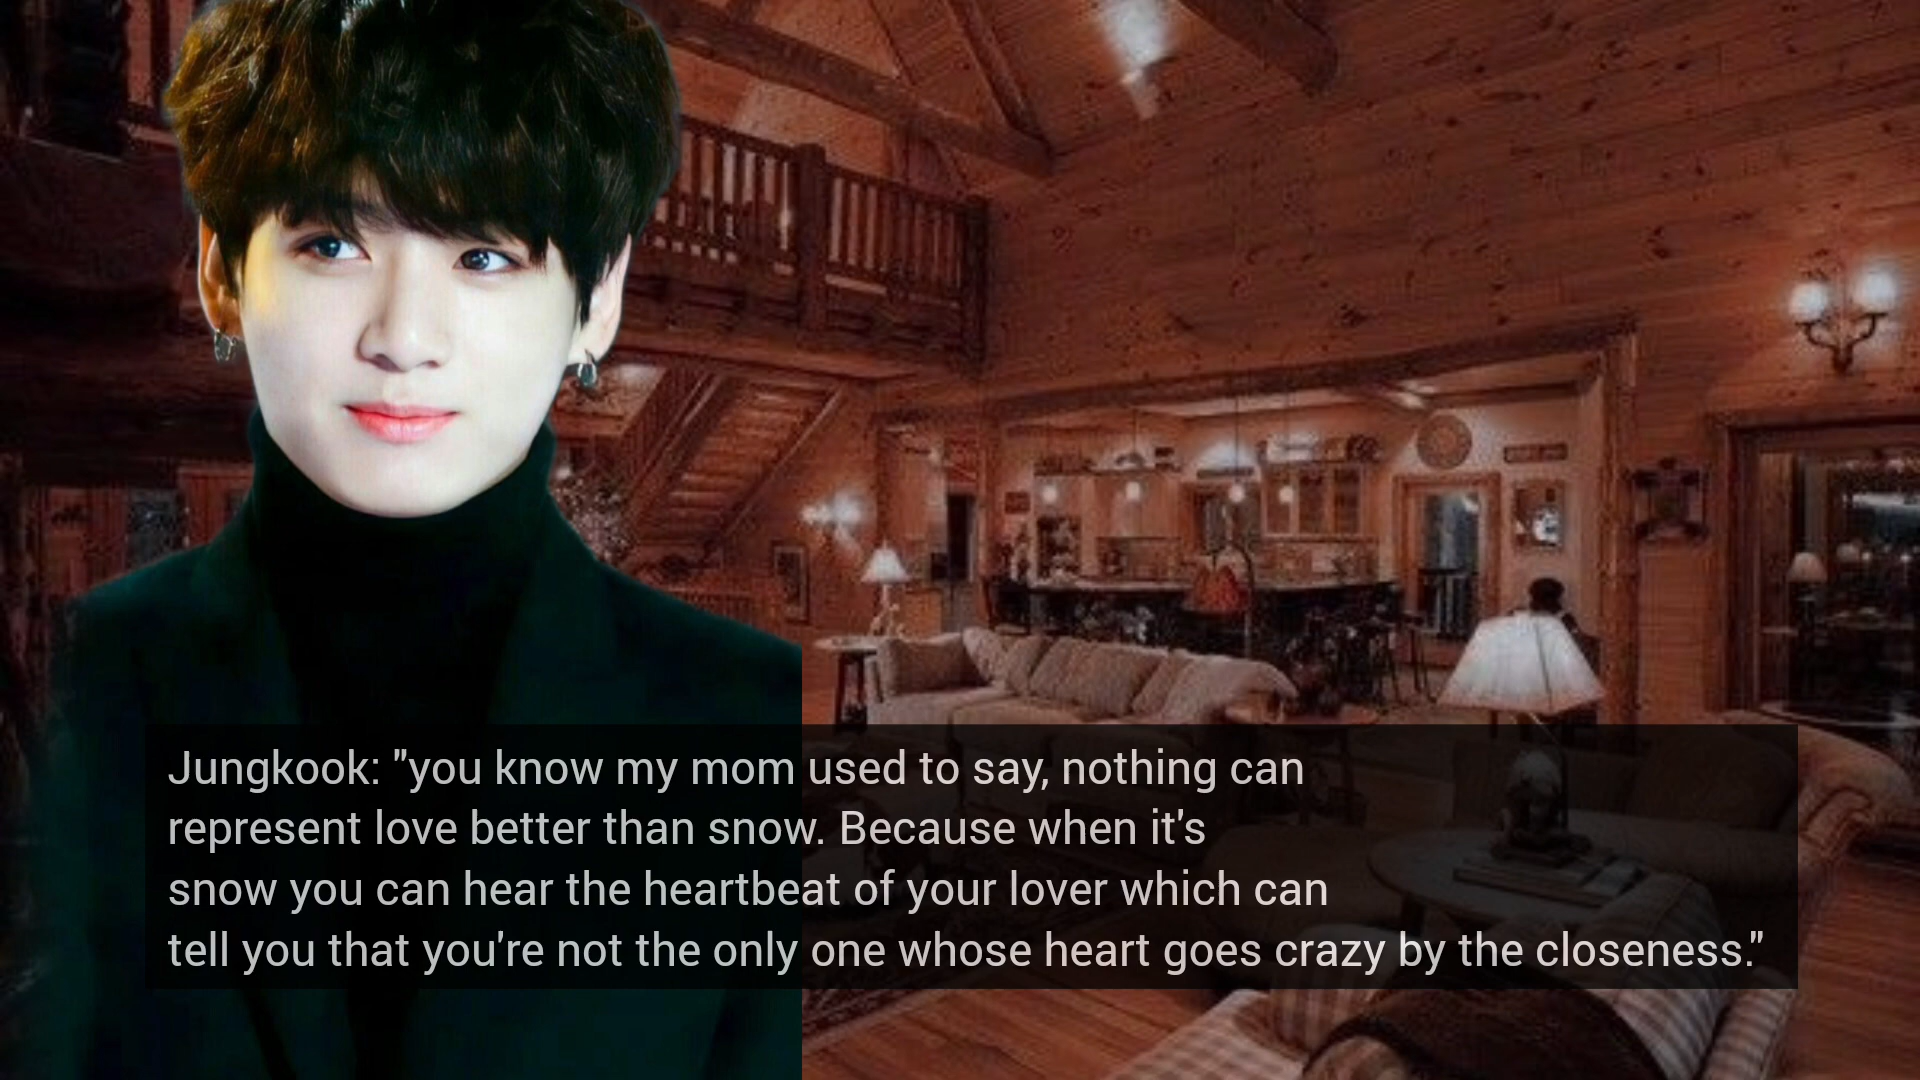 Jungkook: "you know my mom used to say, nothing can
represent love better than snow. Because when it's
snow you can hear the heartbeat of your lover which can
tell you that you're not the only one whose heart goes crazy by the closeness."